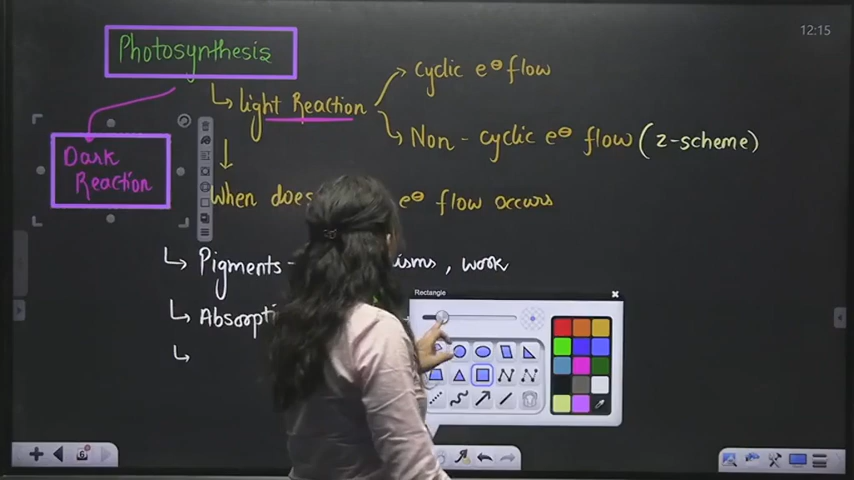 12:15
Photosynthesis
light Reaction
Cyclic e⊖ flow
Non - cyclic e⊖ flow (z-scheme)
Dark
Reaction
When does e⊖ flow occurs
Pigments - isms, work
Absorpti
Rectangle
6